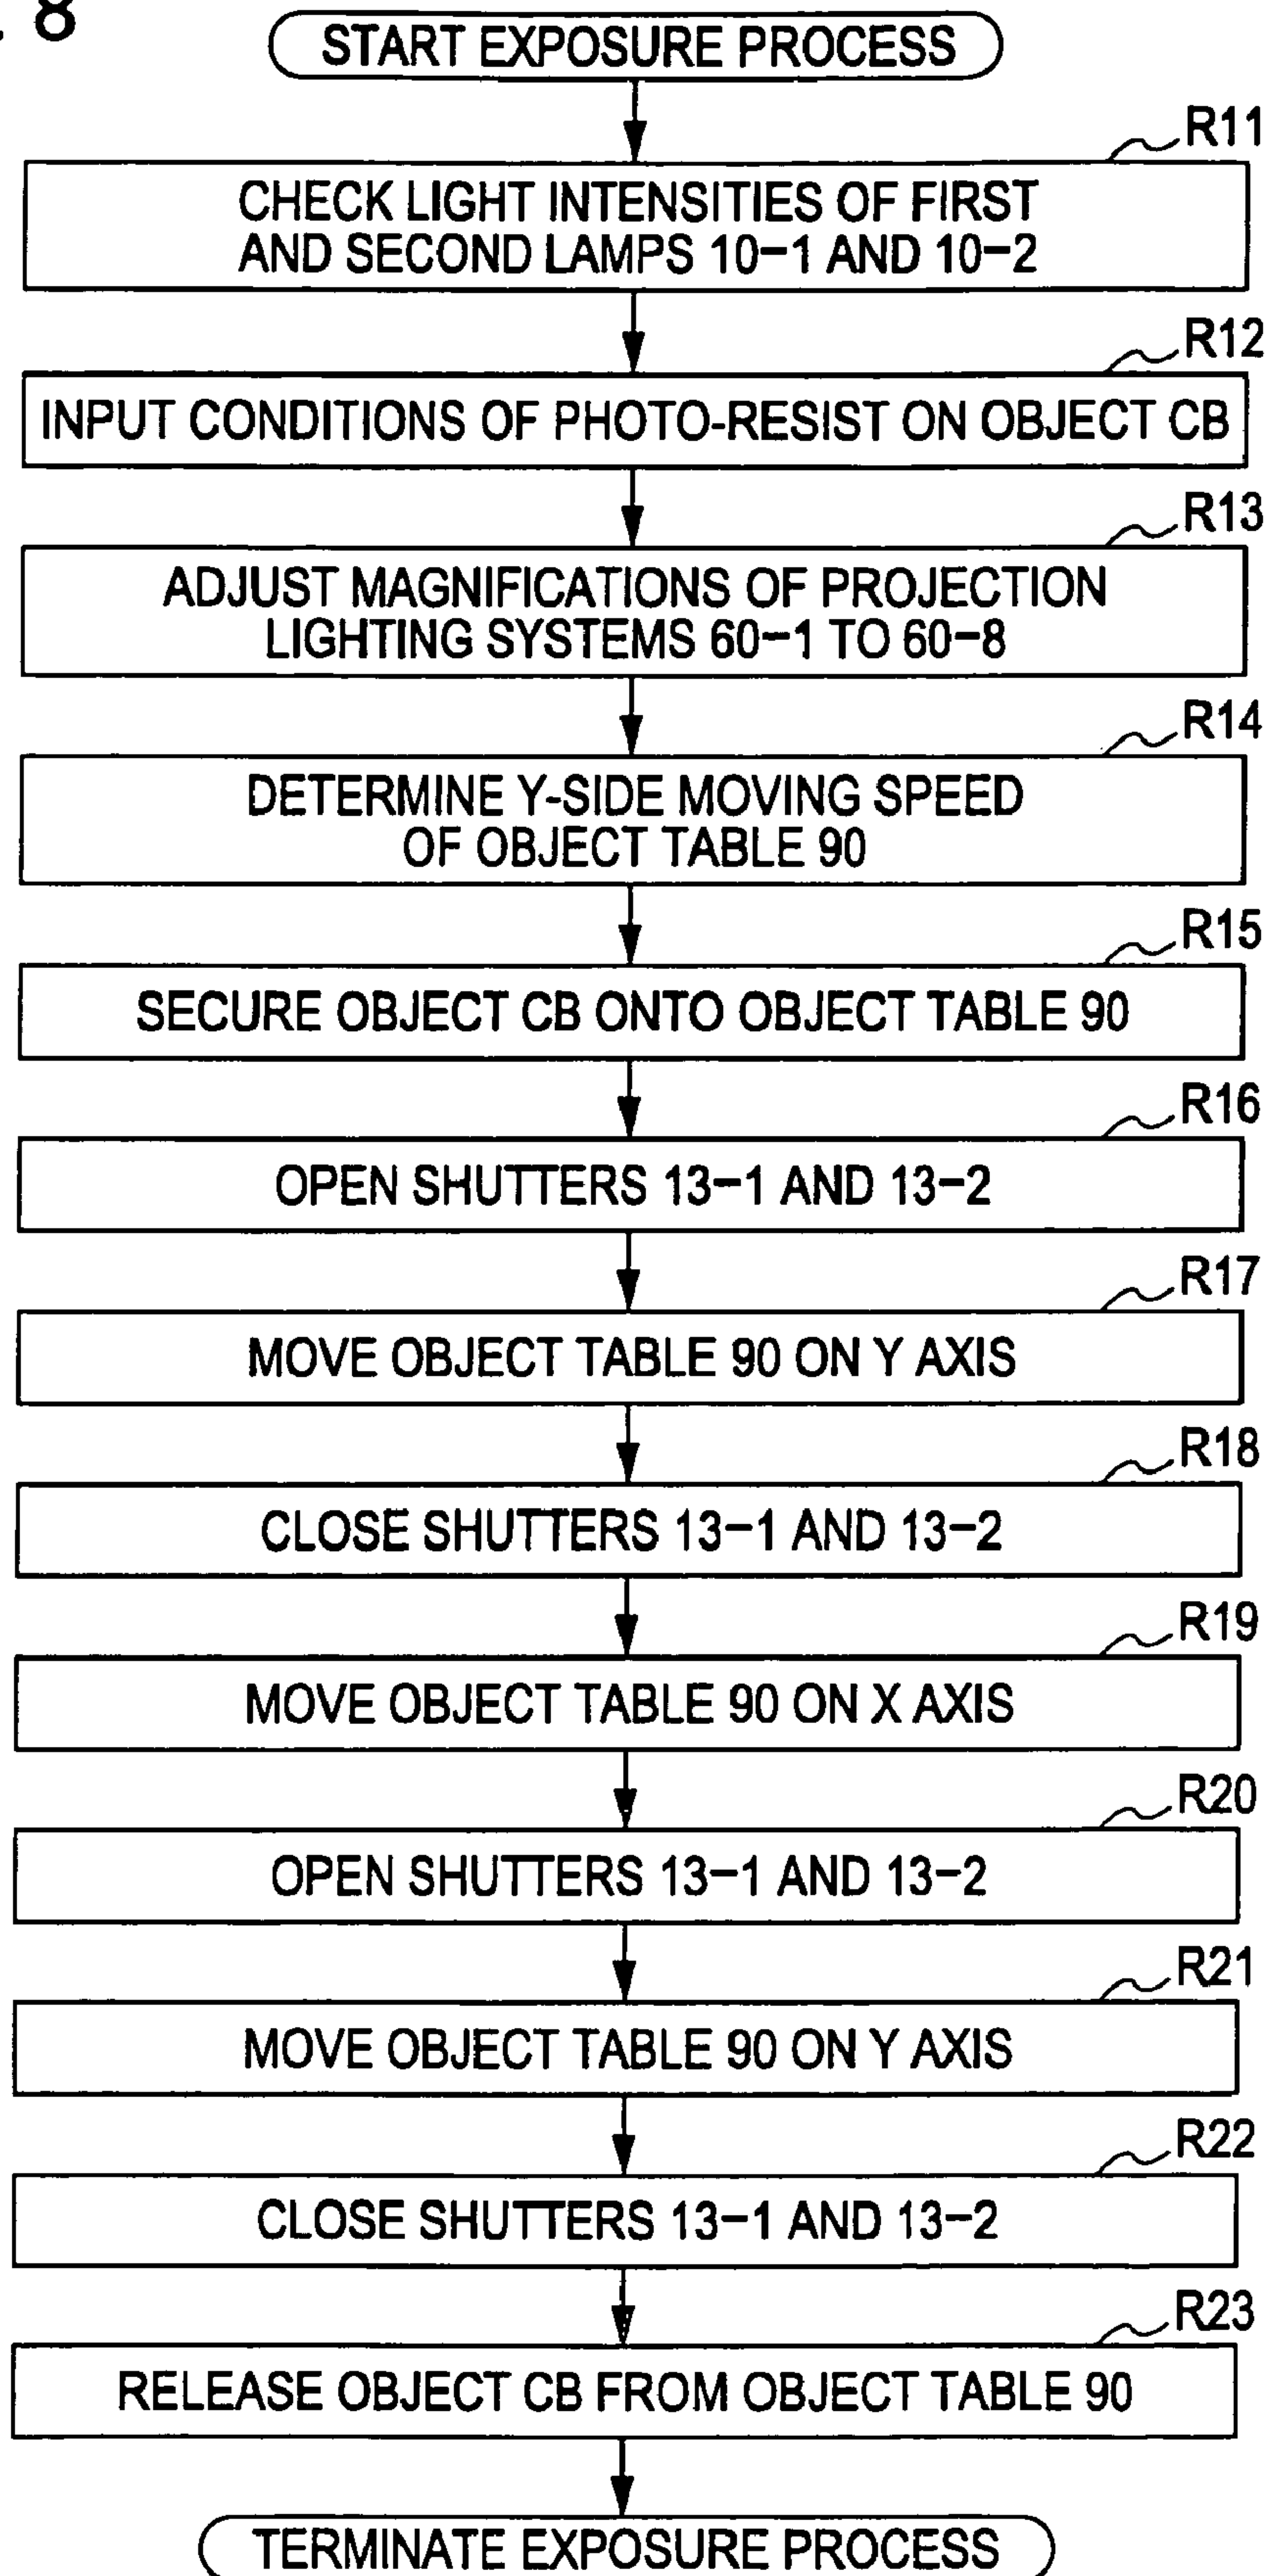 8
START EXPOSURE PROCESS
R11
CHECK LIGHT INTENSITIES OF FIRST
AND SECOND LAMPS 10-1 AND 10-2
R12
INPUT CONDITIONS OF PHOTO-RESIST ON OBJECT CB
R13
ADJUST MAGNIFICATIONS OF PROJECTION
LIGHTING SYSTEMS 60-1 TO 60-8
R14
DETERMINE Y-SIDE MOVING SPEED
OF OBJECT TABLE 90
R15
SECURE OBJECT CB ONTO OBJECT TABLE 90
R16
OPEN SHUTTERS 13-1 AND 13-2
R17
MOVE OBJECT TABLE 90 ON Y AXIS
R18
CLOSE SHUTTERS 13-1 AND 13-2
R19
MOVE OBJECT TABLE 90 ON X AXIS
R20
OPEN SHUTTERS 13-1 AND 13-2
R21
MOVE OBJECT TABLE 90 ON Y AXIS
R22
CLOSE SHUTTERS 13-1 AND 13-2
R23
RELEASE OBJECT CB FROM OBJECT TABLE 90
TERMINATE EXPOSURE PROCESS